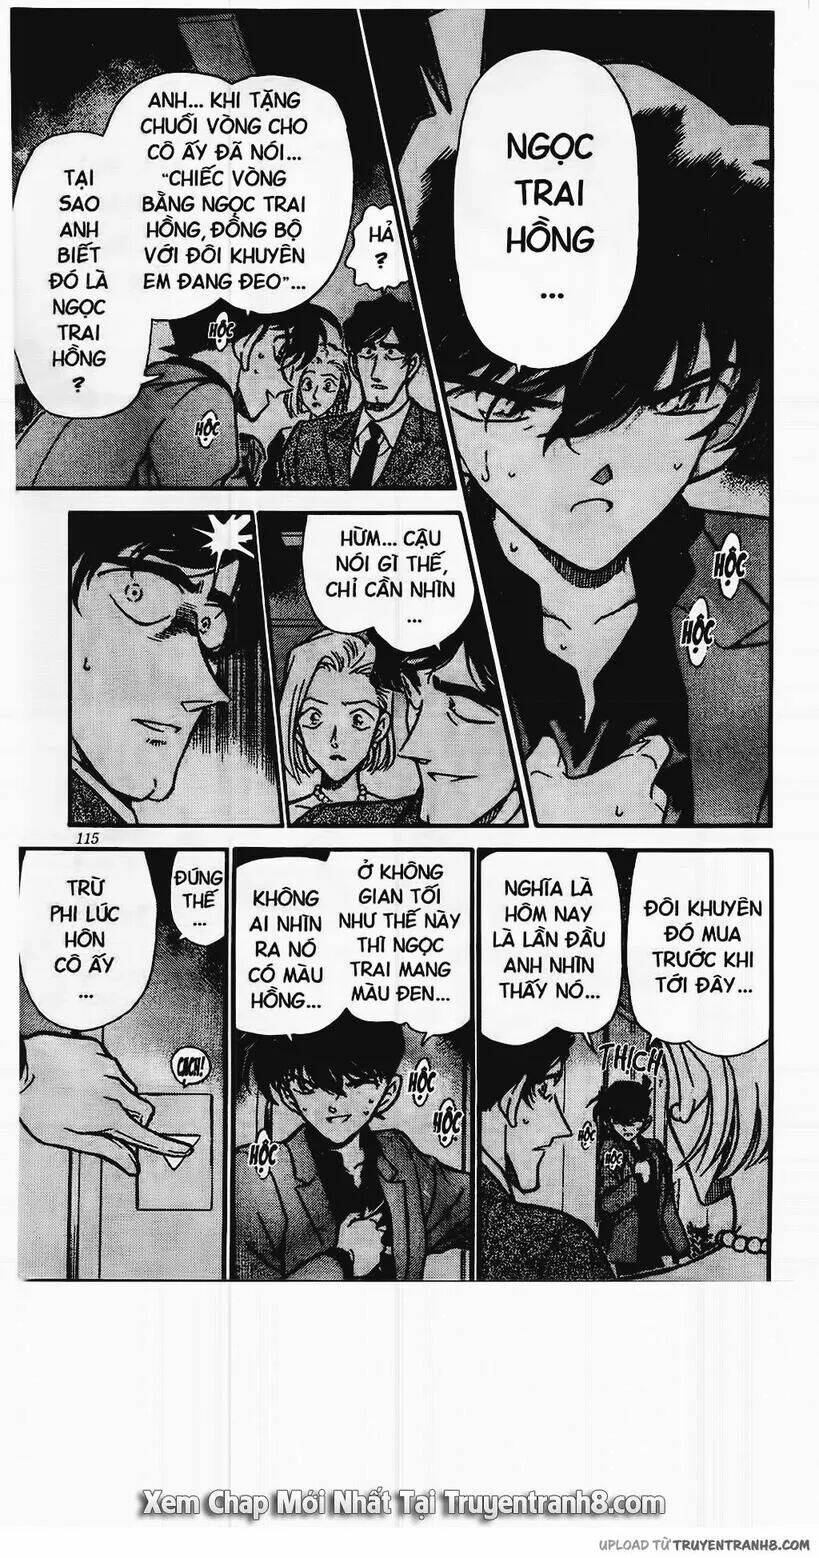 NGỌC
TRAI
HỒNG
...
HỘC
HỘC
ANH... KHI TẶNG
CHUỖI VÒNG CHO
CÔ ẤY ĐÃ NÓI...
"CHIẾC VÒNG
BẰNG NGỌC TRAI
HỒNG, ĐỒNG BỘ
VỚI ĐÔI KHUYÊN
EM ĐANG ĐEO"...
TẠI
SAO
ANH
BIẾT
ĐÓ LÀ
NGỌC
TRAI
HỒNG
?
HẢ
?
HỘC
HỘC
HỪM... CẬU
NÓI GÌ THẾ,
CHỈ CẦN NHÌN
...
115
ĐÔI KHUYÊN
ĐÓ MUA
TRƯỚC KHI
TỚI ĐÂY...
NGHĨA LÀ
HÔM NAY
LÀ LẦN ĐẦU
ANH NHÌN
THẤY NÓ...
THỊCH
HỘC
HỘC
Ở KHÔNG
GIAN TỐI
NHƯ THẾ NÀY
THÌ NGỌC
TRAI MANG
MÀU ĐEN...
KHÔNG
AI NHÌN
RA NÓ
CÓ MÀU
HỒNG...
HỘC
HỘC
HỘC
ĐÚNG
THẾ
...
TRỪ
PHI LÚC
HÔN
CÔ ẤY
...
CẠCH!
Xem Chap Mới Nhất Tại Truyentranh8.com
UPLOAD TỪ TRUYENTRANH8.COM